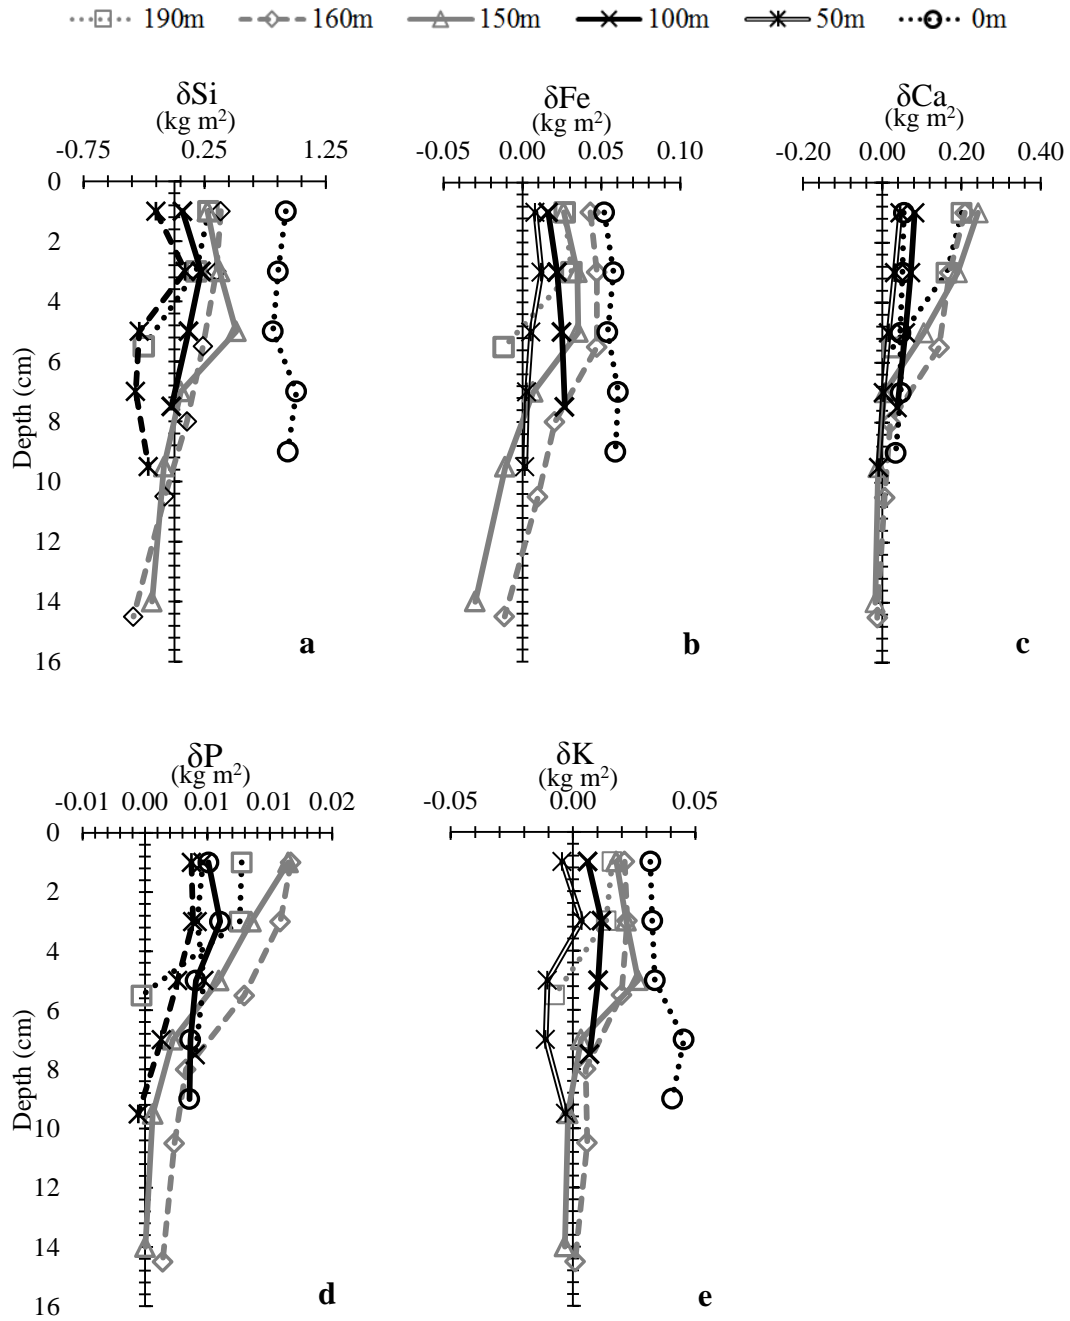 190m 160m 150m 100m 50m 0m
δSi δFe δCa
(kg m²) (kg m²) (kg m²)
-0.75 0.25 1.25 -0.05 0.00 0.05 0.10 -0.20 0.00 0.20 0.40
0
2
4
6
8
10
12
14
16
Depth (cm)
a b c
δP δK
(kg m²) (kg m²)
-0.01 0.00 0.01 0.01 0.02 -0.05 0.00 0.05
0
2
4
6
8
10
12
14
16
Depth (cm)
d e